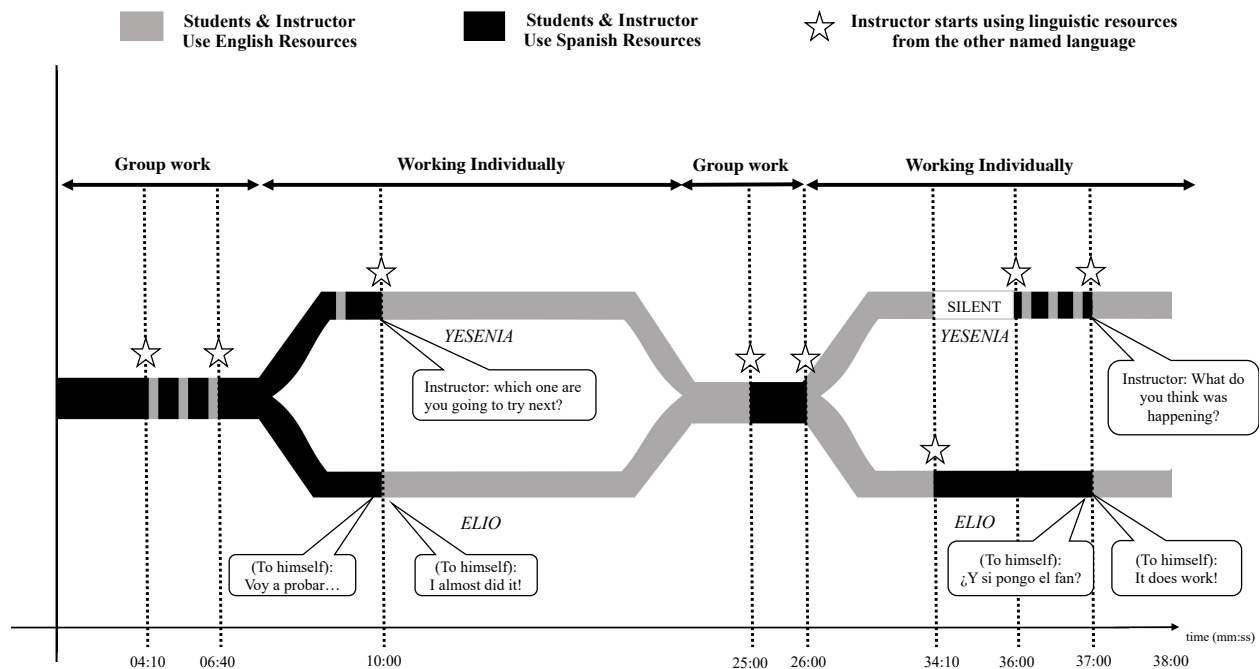 Students & Instructor
Use English Resources
Students & Instructor
Use Spanish Resources
Instructor starts using linguistic resources
from the other named language
Group work
Working Individually
Group work
Working Individually
SILENT
YESENIA
YESENIA
Instructor: which one are
you going to try next?
Instructor: What do
you think was
happening?
ELIO
ELIO
(To himself):
Voy a probar…
(To himself):
I almost did it!
(To himself):
¿Y si pongo el fan?
(To himself):
It does work!
time (mm:ss)
04:10
06:40
10:00
25:00
26:00
34:10
36:00
37:00
38:00